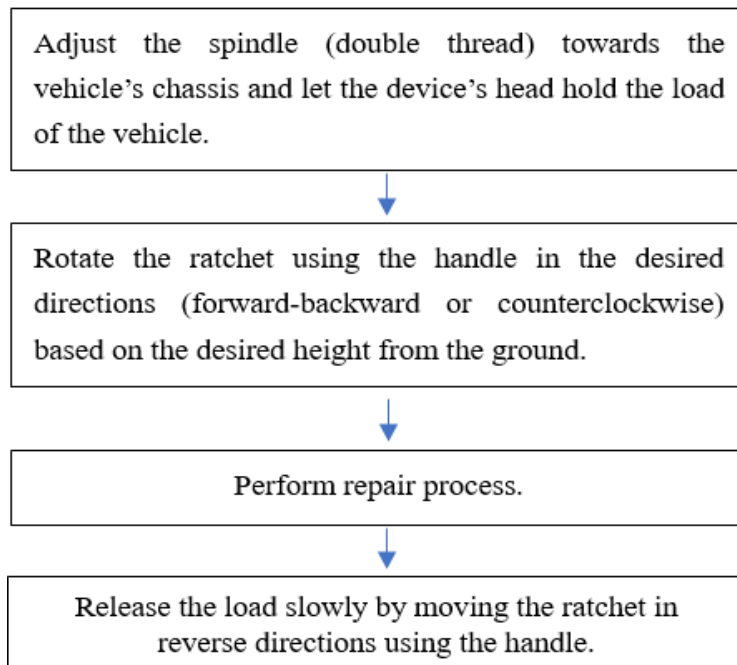 Adjust the spindle (double thread) towards the
vehicle’s chassis and let the device’s head hold the load
of the vehicle.
Rotate the ratchet using the handle in the desired
directions (forward-backward or counterclockwise)
based on the desired height from the ground.
Perform repair process.
Release the load slowly by moving the ratchet in
reverse directions using the handle.